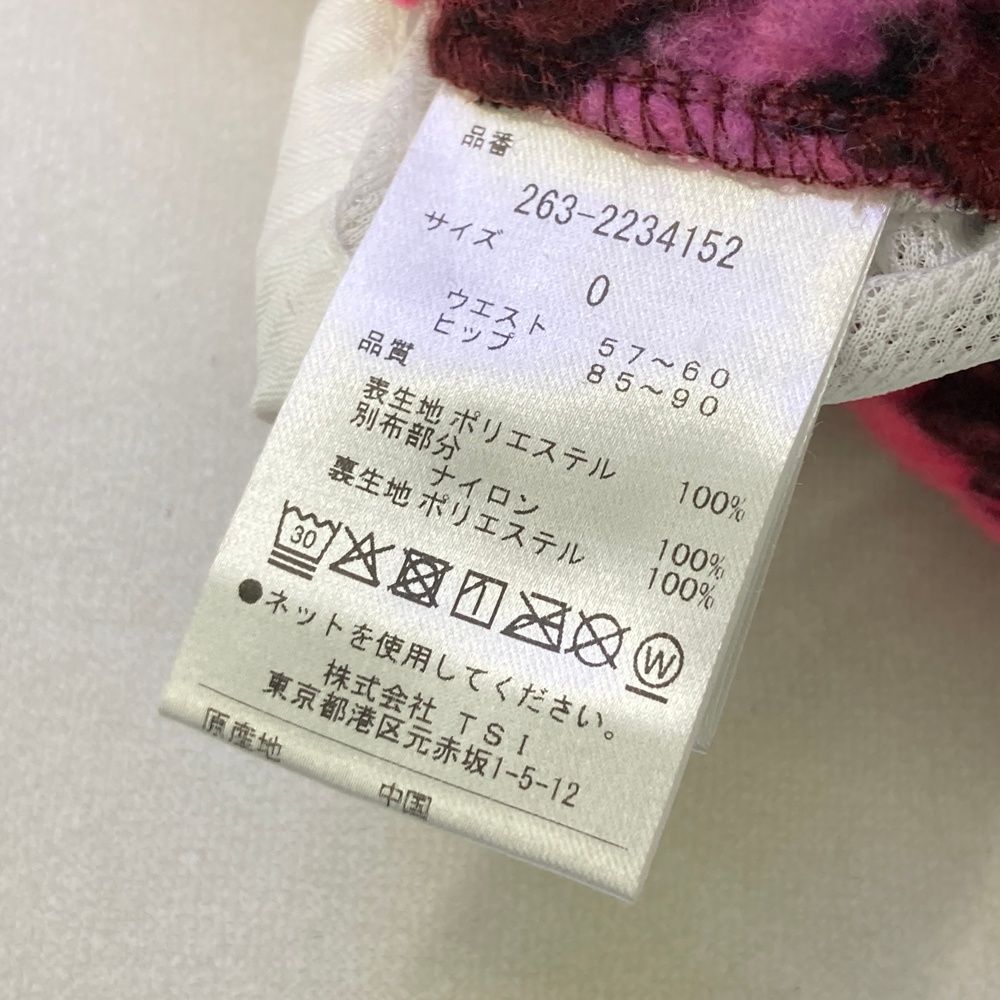 品番
263-2234152
サイズ
0
ウエスト 57～60
ヒップ 85～90
品質
表生地 ポリエステル 100%
別布部分
ナイロン 100%
裏生地 ポリエステル 100%
30 W
●ネットを使用してください。
株式会社 TSI
東京都港区元赤坂1-5-12
原産地
中国